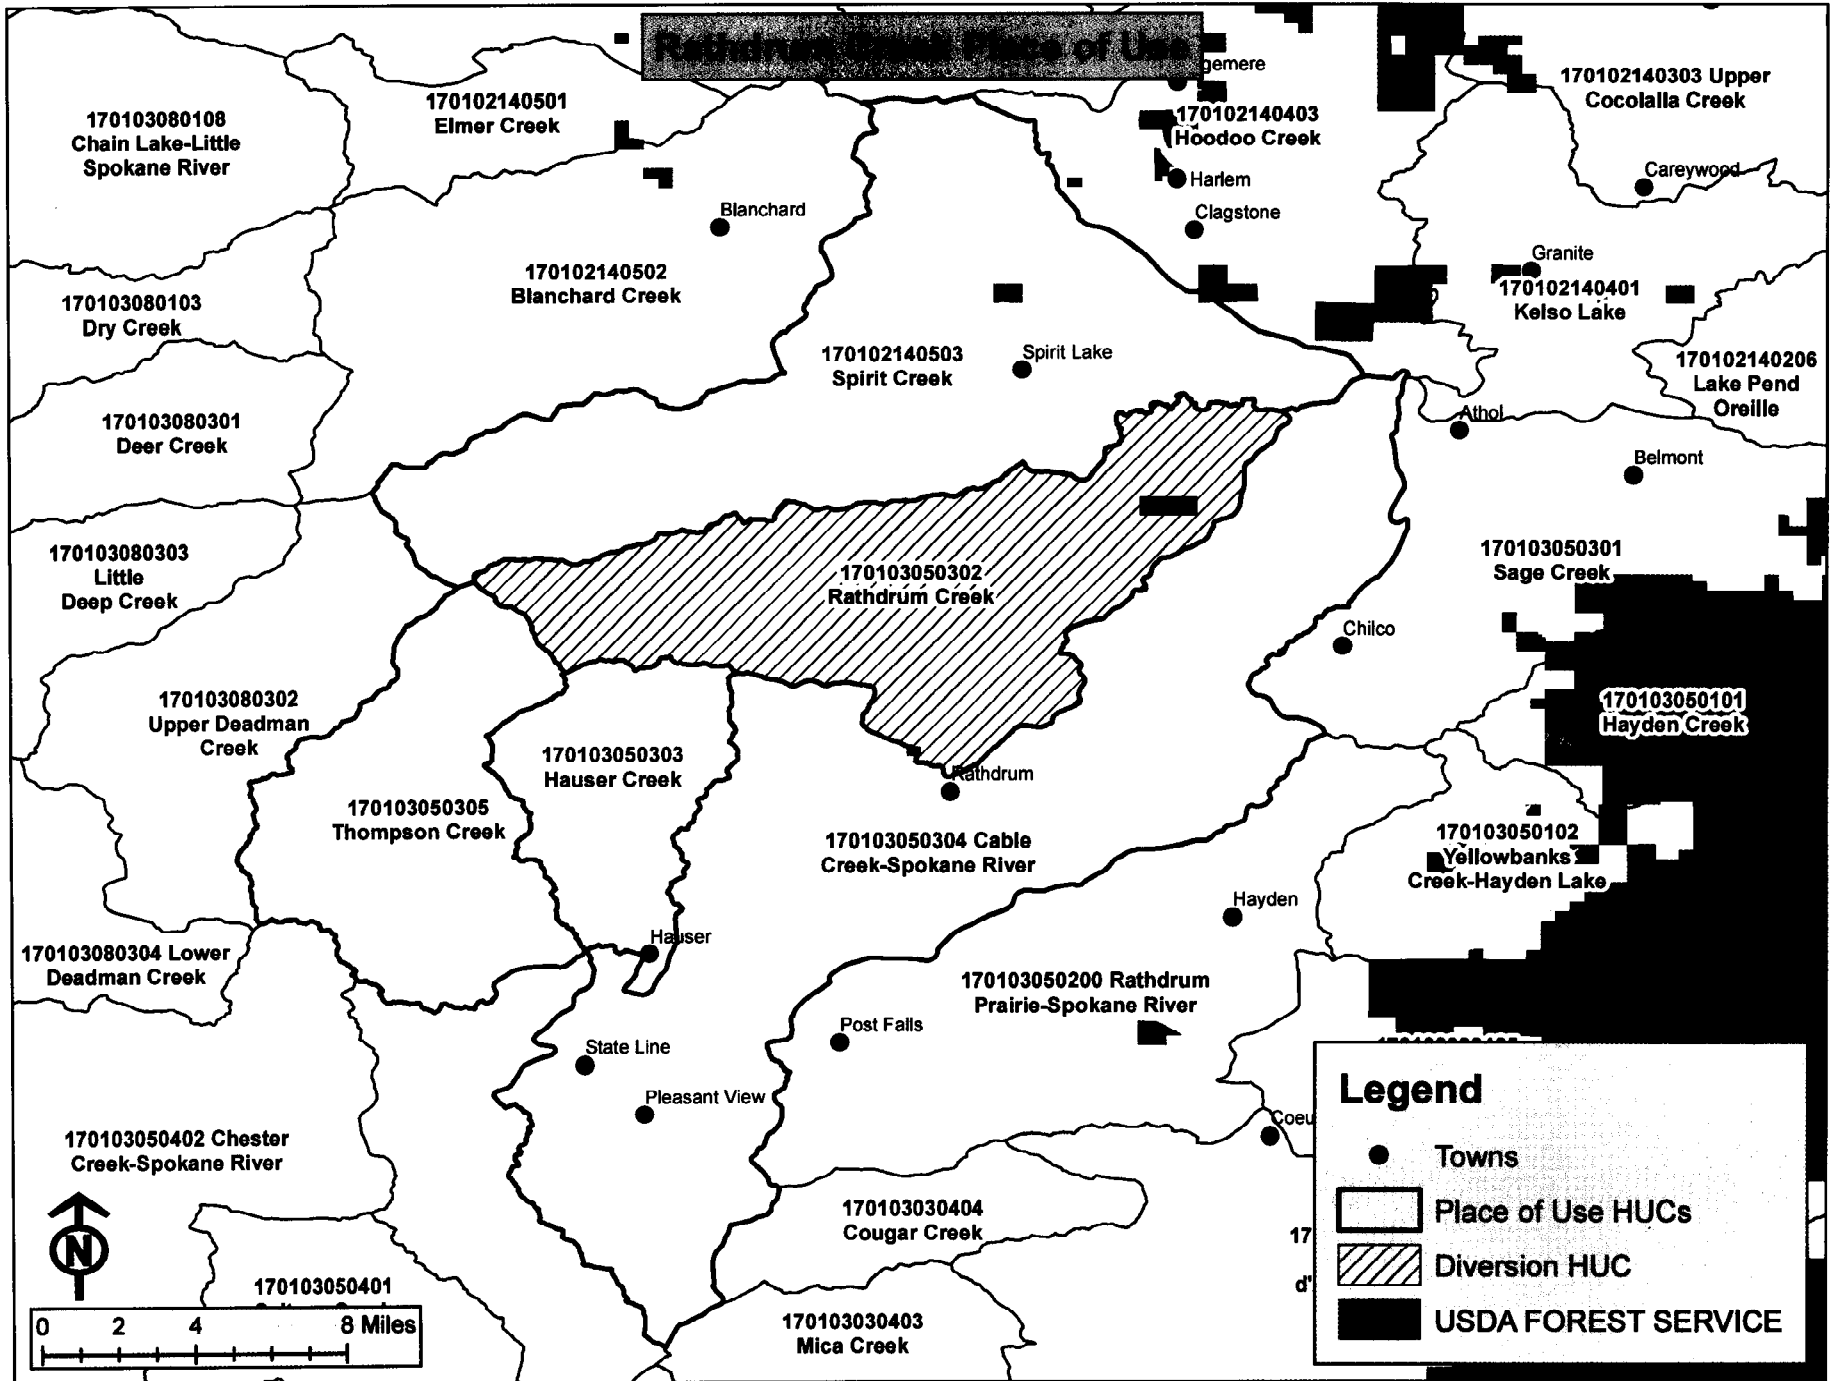 Rathdrum Creek Place of Use
gemere
170102140303 Upper
Cocolalla Creek
170103080108
Chain Lake-Little
Spokane River
170102140501
Elmer Creek
170102140403
Hoodoo Creek
Harlem
Careywood
Blanchard
Clagstone
Granite
170102140502
Blanchard Creek
170102140401
Kelso Lake
170103080103
Dry Creek
170102140503
Spirit Creek
Spirit Lake
170102140206
Lake Pend
Oreille
170103080301
Deer Creek
Athol
Belmont
170103080303
Little
Deep Creek
170103050302
Rathdrum Creek
170103050301
Sage Creek
Chilco
170103080302
Upper Deadman
Creek
170103050101
Hayden Creek
170103050303
Hauser Creek
Rathdrum
170103050305
Thompson Creek
170103050304 Cable
Creek-Spokane River
170103050102
Yellowbanks
Creek-Hayden Lake
Hayden
Hauser
170103080304 Lower
Deadman Creek
170103050200 Rathdrum
Prairie-Spokane River
Post Falls
State Line
Pleasant View
Coeu
170103050402 Chester
Creek-Spokane River
170103030404
Cougar Creek
17
d'
170103050401
170103030403
Mica Creek
N
0 2 4 8 Miles
Legend
Towns
Place of Use HUCs
Diversion HUC
USDA FOREST SERVICE